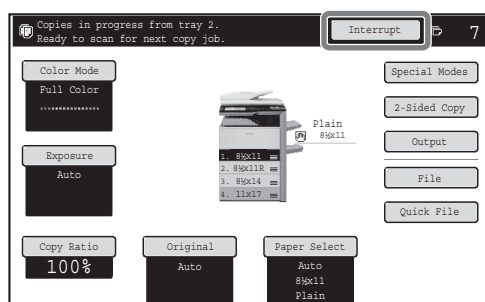 Copies in progress from tray 2.
Ready to scan for next copy job.
Interrupt
7
Color Mode
Full Color
Exposure
Auto
Copy Ratio
100%
Original
Auto
Paper Select
Auto
8½x11
Plain
1. 8½x11
2. 8½x11R
3. 8½x14
4. 11x17
Plain
8½x11
Special Modes
2-Sided Copy
Output
File
Quick File